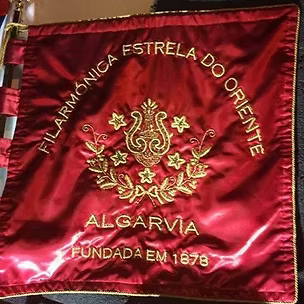 FILARMÓNICA ESTRELA DO ORIENTE
ALGARVIA
FUNDADA EM 1878